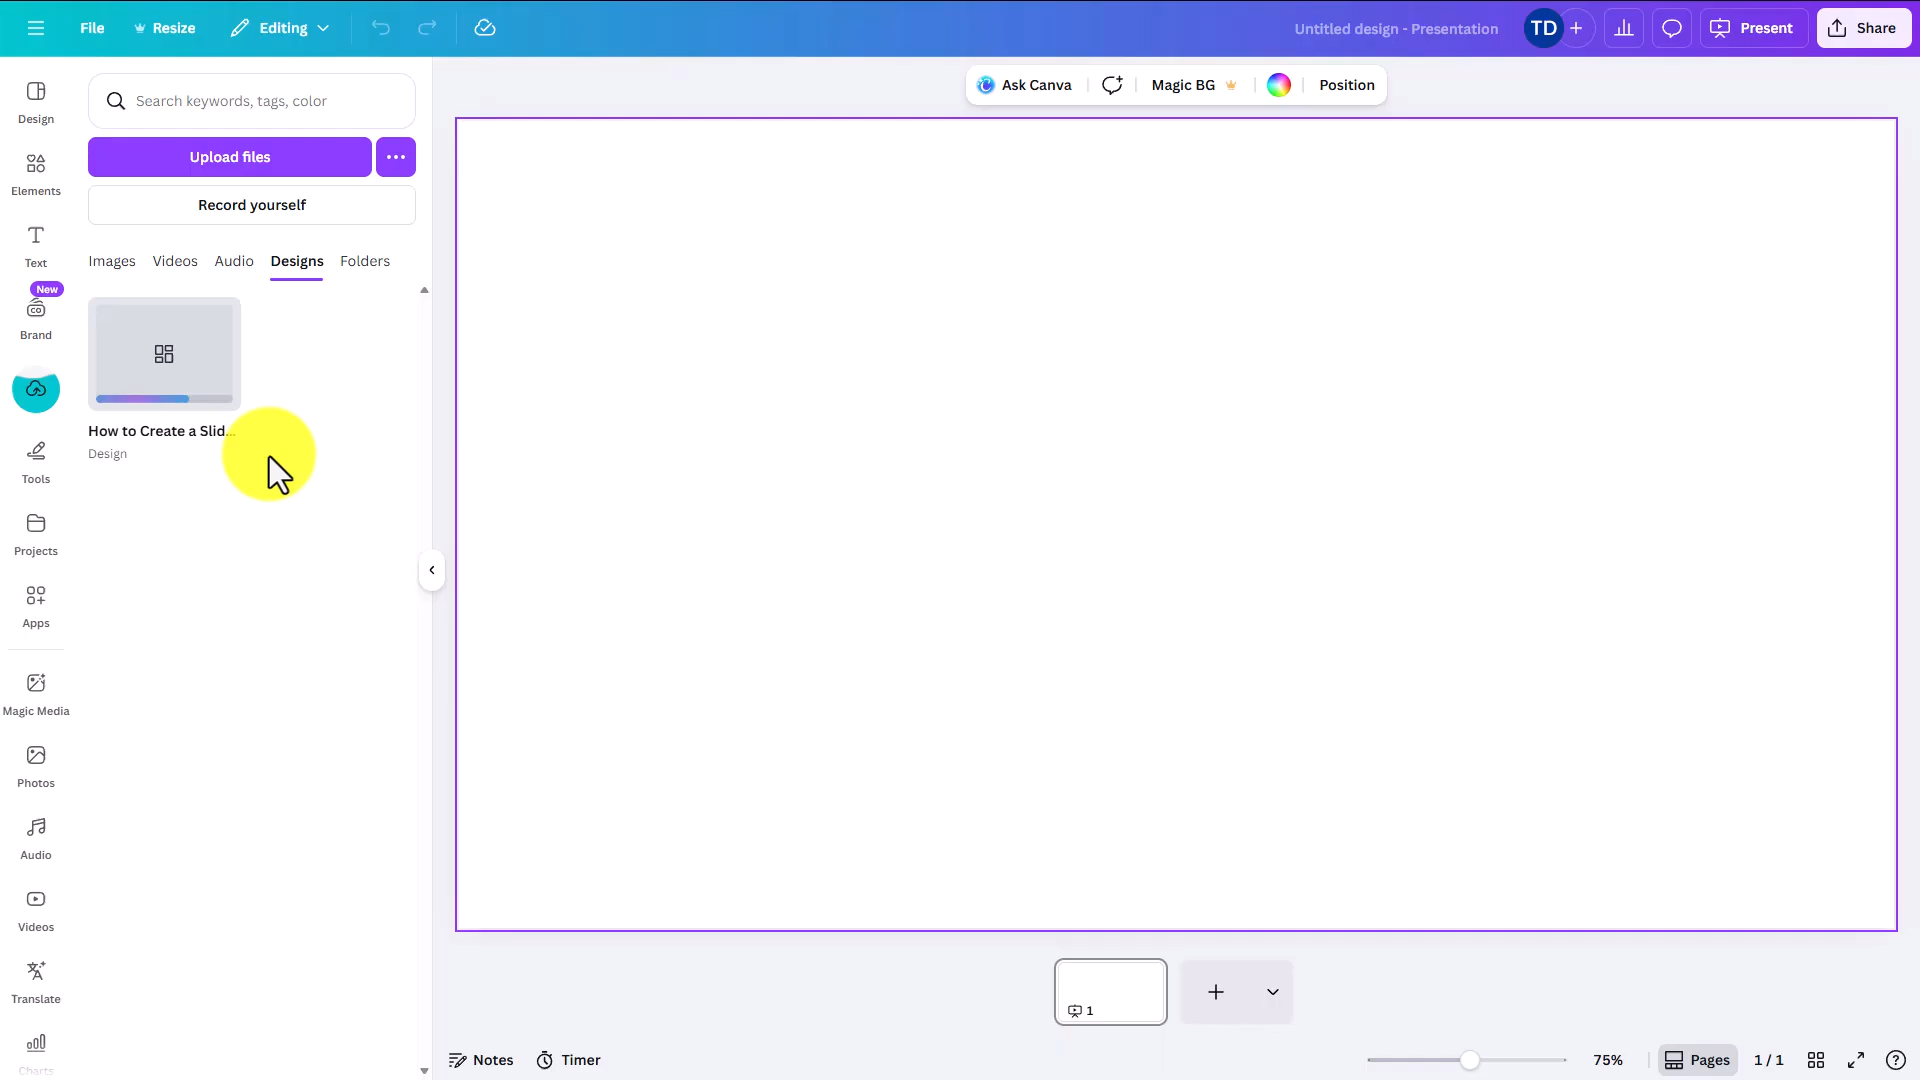 File
Resize
Editing
Untitled design - Presentation
TD
Present
Share
Design
Elements
Text
New
Brand
Tools
Projects
Apps
Magic Media
Photos
Audio
Videos
Translate
Charts
Search keywords, tags, color
Upload files
Record yourself
Images Videos Audio Designs Folders
How to Create a Slid...
Design
Ask Canva
Magic BG
Position
1
Notes
Timer
75%
Pages
1 / 1